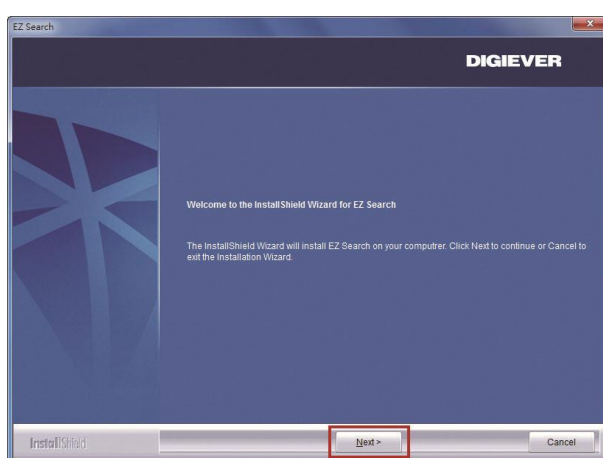 EZ Search
DIGIEVER
Welcome to the InstallShield Wizard for EZ Search
The InstallShield Wizard will install EZ Search on your computrer. Click Next to continue or Cancel to
exit the Installation Wizard.
InstallShield
Next >
Cancel